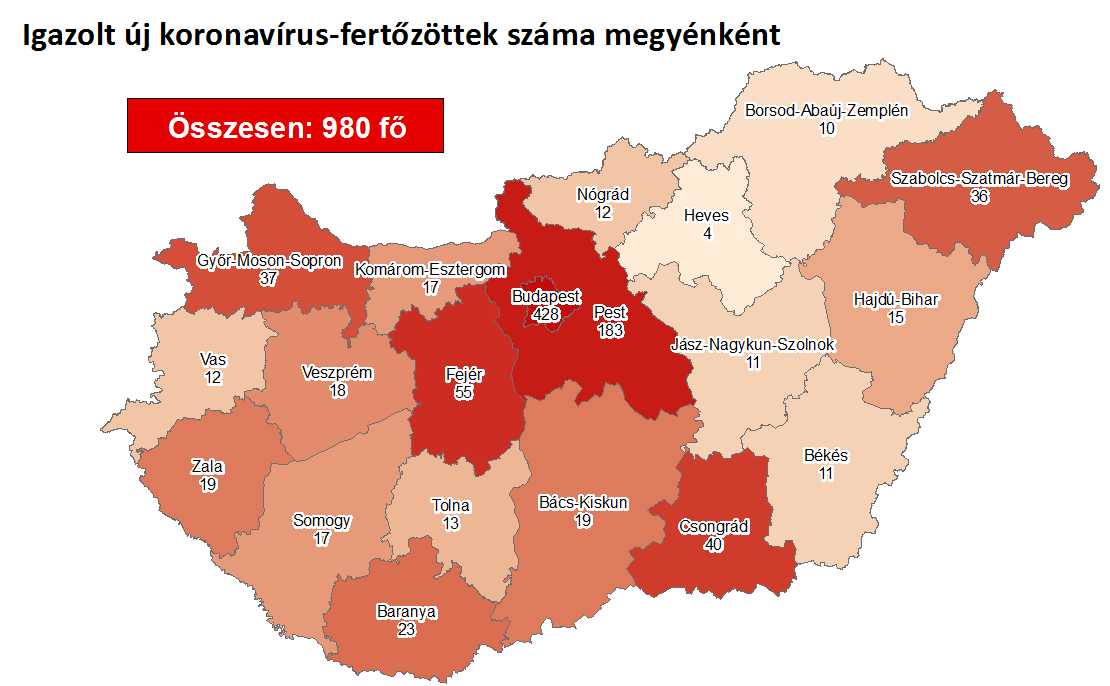 Igazolt új koronavírus-fertőzöttek száma megyénként
Összesen: 980 fő
Borsod-Abaúj-Zemplén
10
Szabolcs-Szatmár-Bereg
36
Nógrád
12
Heves
4
Győr-Moson-Sopron
37
Komárom-Esztergom
17
Budapest
428
Pest
183
Hajdú-Bihar
15
Jász-Nagykun-Szolnok
11
Vas
12
Veszprém
18
Fejér
55
Békés
11
Zala
19
Tolna
13
Bács-Kiskun
19
Somogy
17
Csongrád
40
Baranya
23